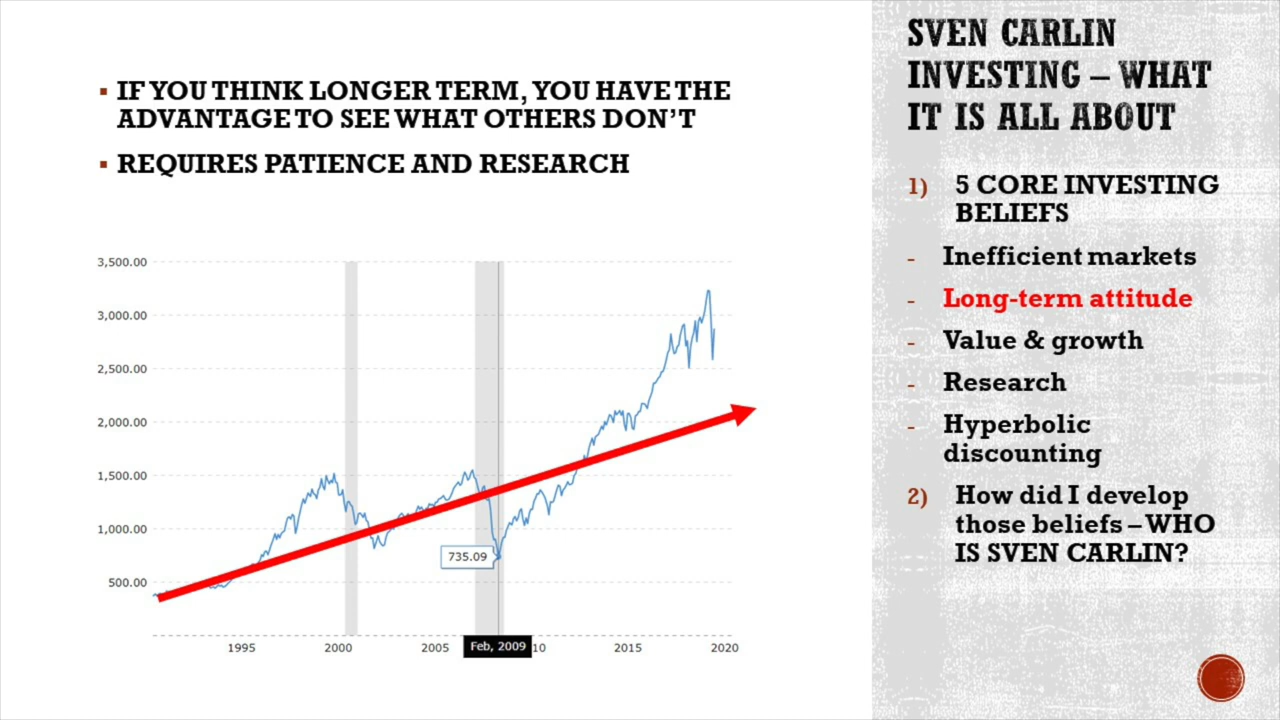 IF YOU THINK LONGER TERM, YOU HAVE THE
ADVANTAGE TO SEE WHAT OTHERS DON'T
REQUIRES PATIENCE AND RESEARCH
3,500.00
3,000.00
2,500.00
2,000.00
1,500.00
1,000.00
500.00
735.09
1995
2000
2005
Feb, 2009
10
2015
2020
SVEN CARLIN
INVESTING – WHAT
IT IS ALL ABOUT
1) 5 CORE INVESTING
BELIEFS
- Inefficient markets
- Long-term attitude
- Value & growth
- Research
- Hyperbolic
discounting
2) How did I develop
those beliefs – WHO
IS SVEN CARLIN?